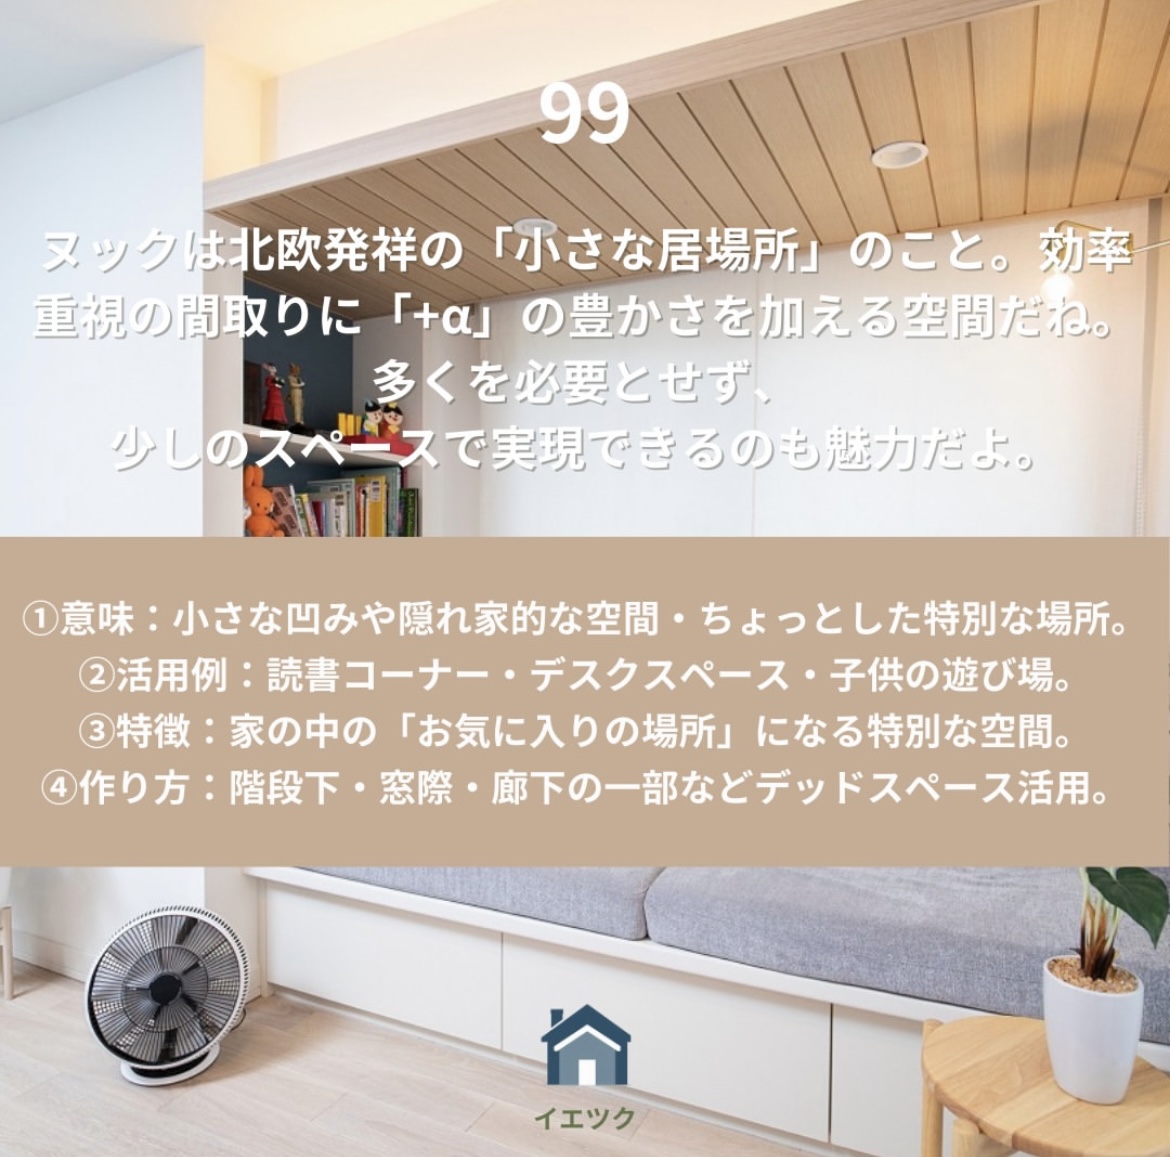 99
ヌックは北欧発祥の「小さな居場所」のこと。効率
重視の間取りに「+α」の豊かさを加える空間だね。
多くを必要とせず、
少しのスペースで実現できるのも魅力だよ。
①意味：小さな凹みや隠れ家的な空間・ちょっとした特別な場所。
②活用例：読書コーナー・デスクスペース・子供の遊び場。
③特徴：家の中の「お気に入りの場所」になる特別な空間。
④作り方：階段下・窓際・廊下の一部などデッドスペース活用。
イエツク